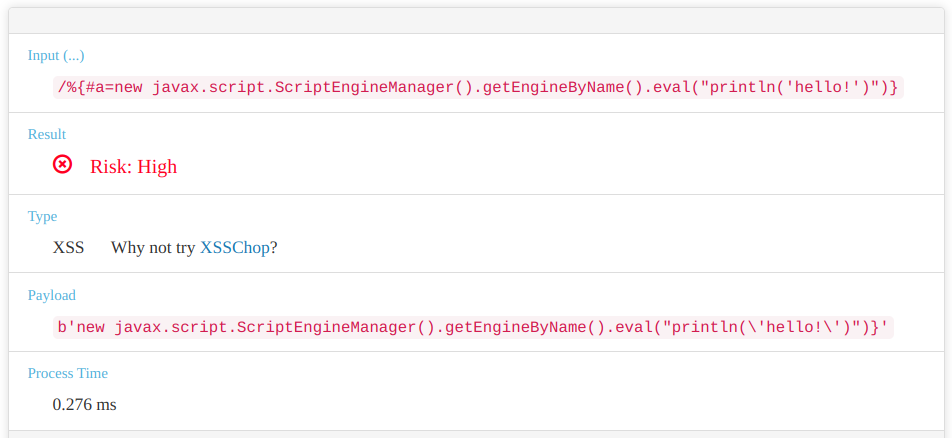 Input (...)
/%{#a=new javax.script.ScriptEngineManager().getEngineByName().eval("println('hello!')")}
Result
Risk: High
Type
XSS Why not try XSSChop?
Payload
b'new javax.script.ScriptEngineManager().getEngineByName().eval("println(\'hello!\')")}'
Process Time
0.276 ms